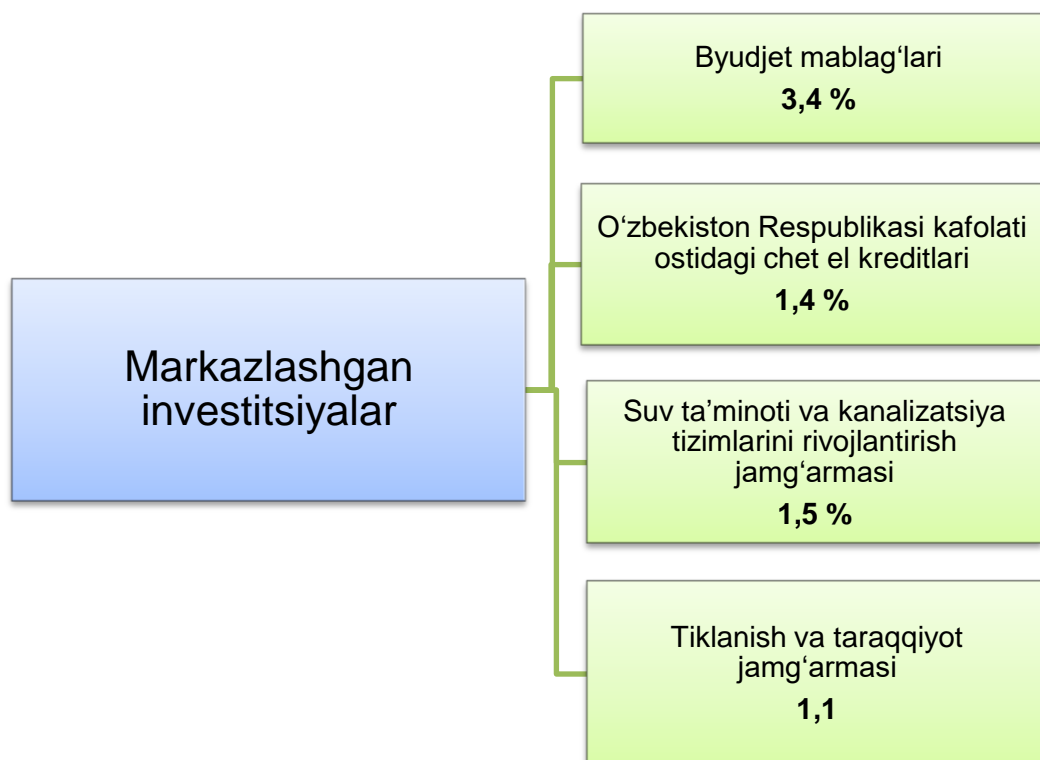 Byudjet mablag‘lari
3,4 %
O‘zbekiston Respublikasi kafolati
ostidagi chet el kreditlari
1,4 %
Markazlashgan
investitsiyalar
Suv ta’minoti va kanalizatsiya
tizimlarini rivojlantirish
jamg‘armasi
1,5 %
Tiklanish va taraqqiyot
jamg‘armasi
1,1